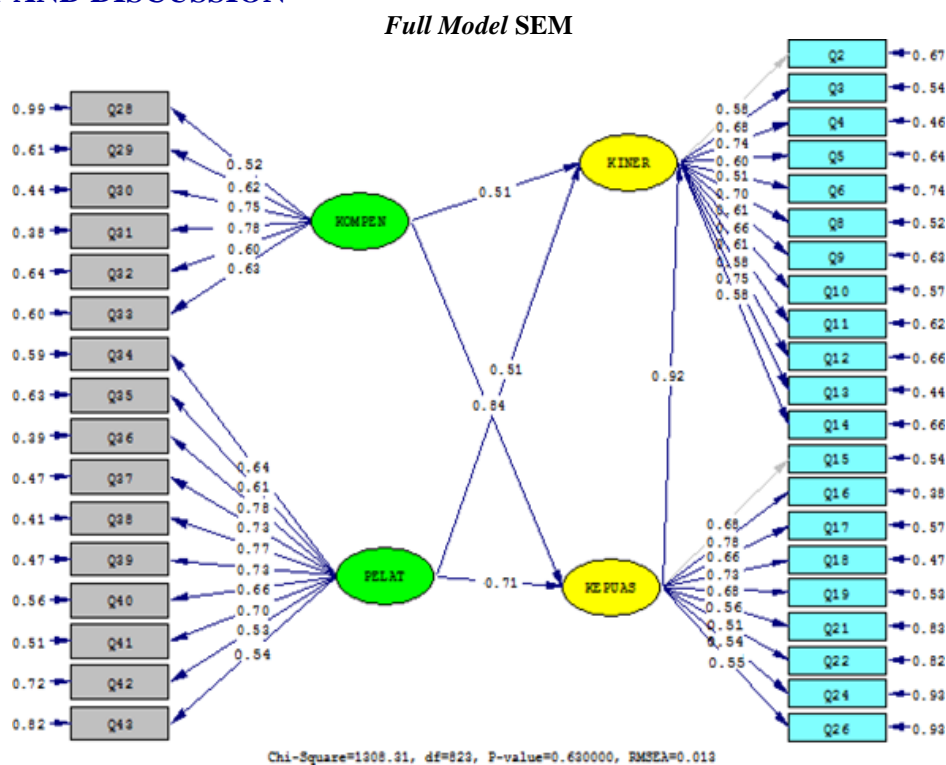 AND DISCUSSION
Full Model SEM
0.99 Q28
0.61 Q29
0.44 Q30
0.38 Q31
0.64 Q32
0.60 Q33
0.59 Q34
0.63 Q35
0.39 Q36
0.47 Q37
0.41 Q38
0.47 Q39
0.56 Q40
0.51 Q41
0.72 Q42
0.82 Q43
0.52
0.62
0.75
0.78
0.60
0.63
0.64
0.61
0.78
0.73
0.77
0.73
0.66
0.70
0.53
0.54
KOMPEN
PELAT
0.51
0.51
0.84
0.71
0.92
KINER
KEPUAS
0.58
0.68
0.74
0.60
0.51
0.70
0.61
0.66
0.61
0.58
0.75
0.58
0.68
0.78
0.66
0.73
0.68
0.56
0.51
0.54
0.55
Q2 0.67
Q3 0.54
Q4 0.46
Q5 0.64
Q6 0.74
Q8 0.52
Q9 0.63
Q10 0.57
Q11 0.62
Q12 0.66
Q13 0.44
Q14 0.66
Q15 0.54
Q16 0.38
Q17 0.57
Q18 0.47
Q19 0.53
Q21 0.83
Q22 0.82
Q24 0.93
Q26 0.93
Chi-Square=1308.31, df=823, P-value=0.630000, RMSEA=0.013